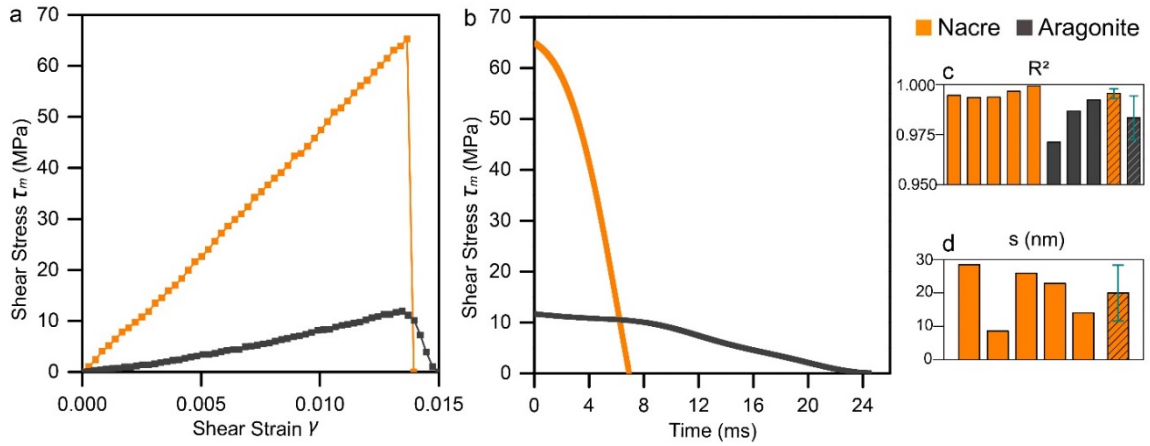 a
70
60
50
40
30
20
10
0
Shear Stress τm (MPa)
0.000 0.005 0.010 0.015
Shear Strain γ
b
70
60
50
40
30
20
10
0
Shear Stress τm (MPa)
0 4 8 12 16 20 24
Time (ms)
Nacre Aragonite
c R²
1.000
0.975
0.950
d s (nm)
30
20
10
0